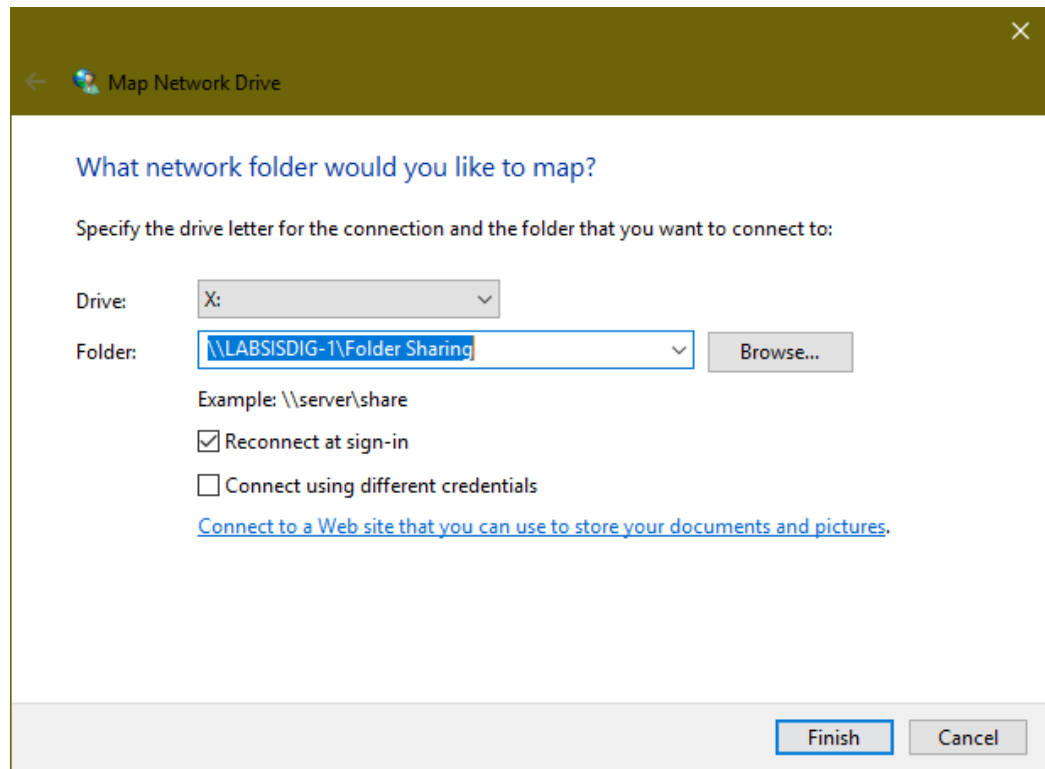 Map Network Drive
What network folder would you like to map?
Specify the drive letter for the connection and the folder that you want to connect to:
Drive: X:
Folder: \\LABSISDIG-1\Folder Sharing Browse...
Example: \\server\share
Reconnect at sign-in
Connect using different credentials
Connect to a Web site that you can use to store your documents and pictures.
Finish Cancel